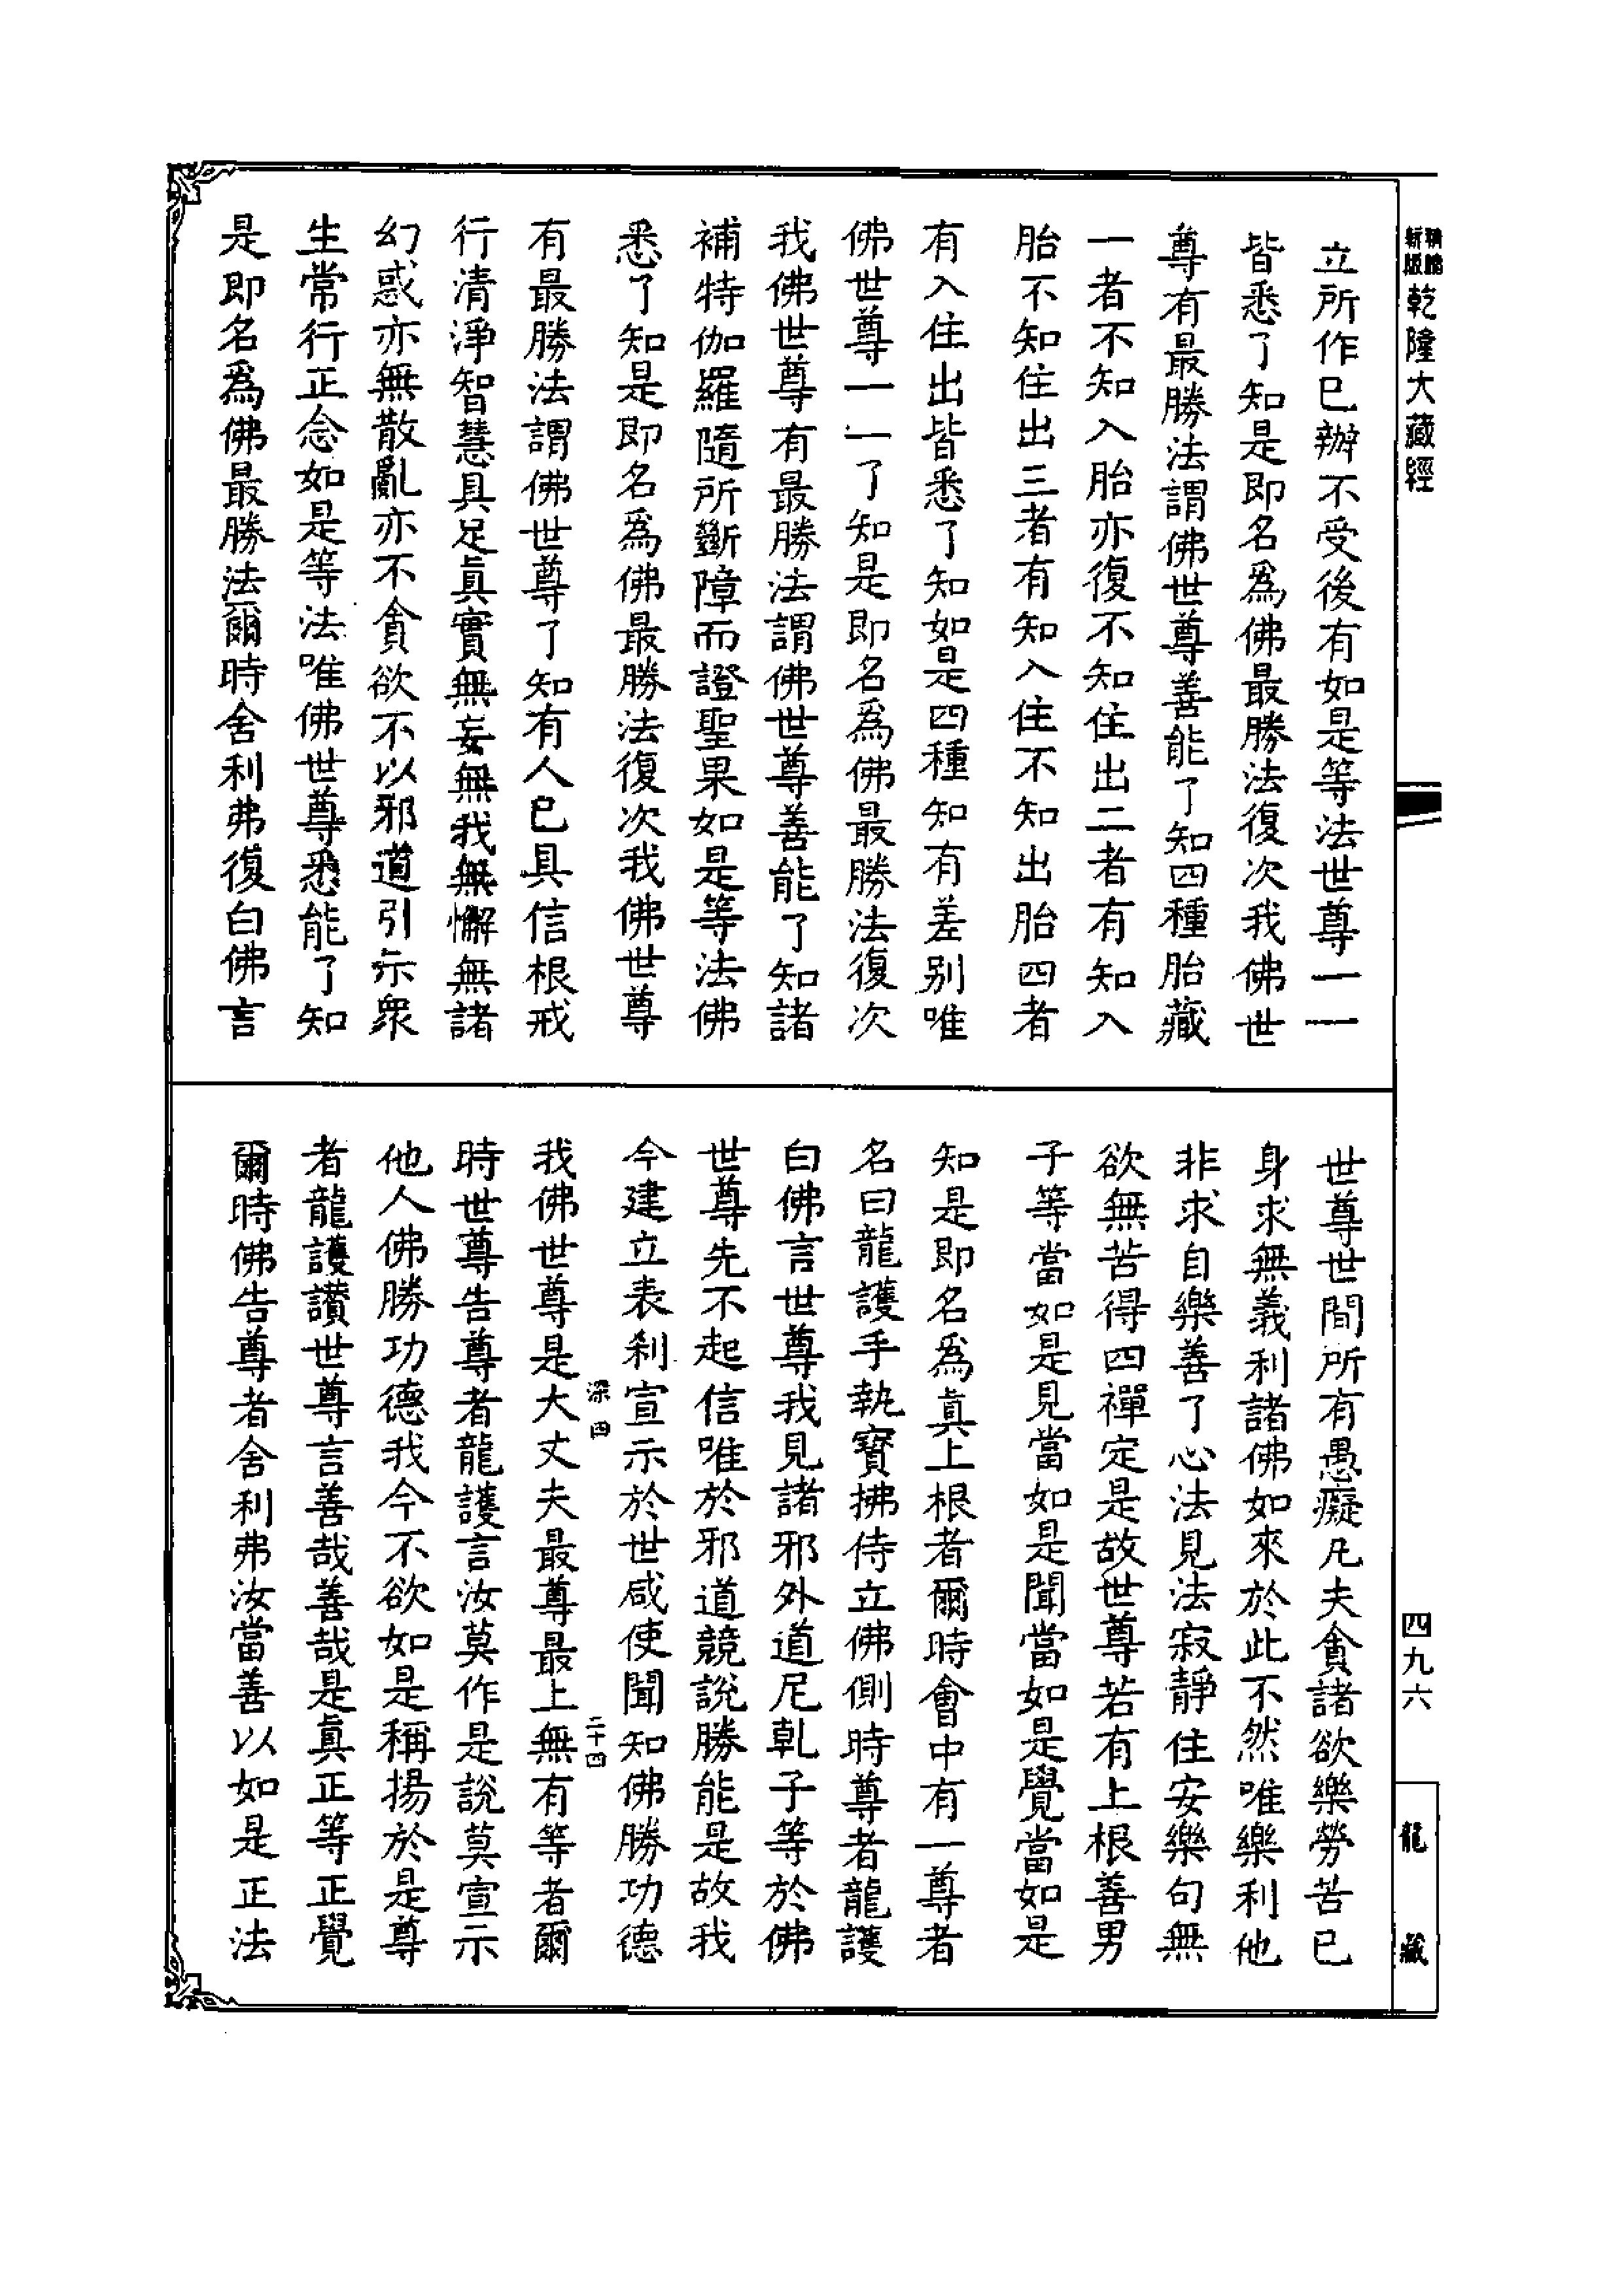 新版
精縮
乾隆大藏經
四九六
龍藏
立所作已辦不受後有如是等法世尊一一
皆悉了知是即名爲佛最勝法復次我佛世
尊有最勝法謂佛世尊善能了知四種胎藏
一者不知入胎亦復不知住出二者有知入
胎不知住出三者有知入住不知出胎四者
有入住出皆悉了知如是四種知有差别唯
佛世尊一一了知是即名爲佛最勝法復次
我佛世尊有最勝法謂佛世尊善能了知諸
補特伽羅隨所斷障而證聖果如是等法佛
悉了知是即名爲佛最勝法復次我佛世尊
有最勝法謂佛世尊了知有人已具信根戒
行清淨智慧具足眞實無妄無我無懈無諸
幻惑亦無散亂亦不貪欲不以邪道引示衆
生常行正念如是等法唯佛世尊悉能了知
是即名爲佛最勝法爾時舍利弗復白佛言
世尊世間所有愚癡凡夫貪諸欲樂勞苦已
身求無義利諸佛如來於此不然唯樂利他
非求自樂善了心法見法寂靜住安樂句無
欲無苦得四禪定是故世尊若有上根善男
子等當如是見當如是聞當如是覺當如是
知是即名爲眞上根者爾時會中有一尊者
名曰龍護手執寶拂侍立佛側時尊者龍護
白佛言世尊我見諸邪外道尼乹子等於佛
世尊先不起信唯於邪道競說勝能是故我
今建立表刹宣示於世咸使聞知佛勝功德
深四
二十四
我佛世尊是大丈夫最尊最上無有等者爾
時世尊告尊者龍護言汝莫作是說莫宣示
他人佛勝功德我今不欲如是稱揚於是尊
者龍護讚世尊言善哉善哉是眞正等正覺
爾時佛告尊者舍利弗汝當善以如是正法